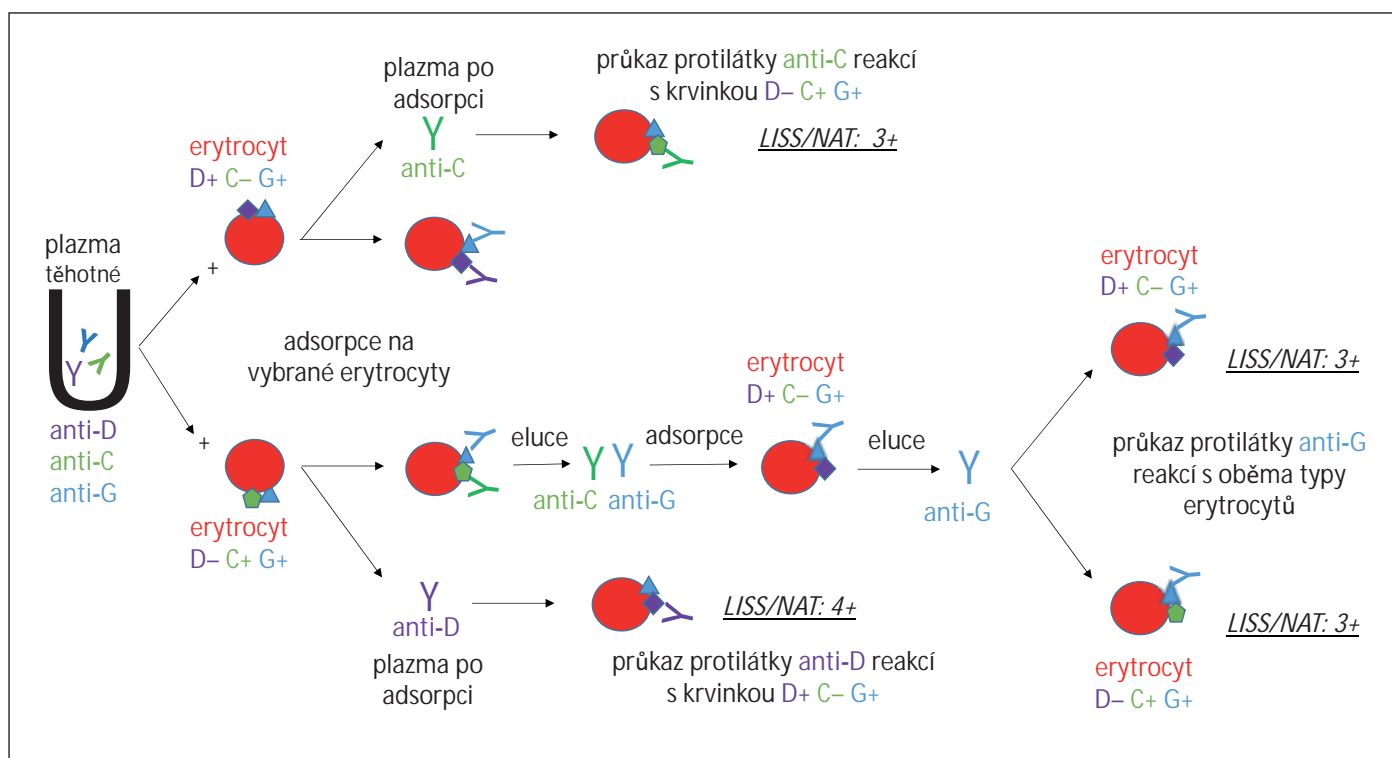 plazma
těhotné
Y
Y
Y
anti-D
anti-C
anti-G
+
+
erytrocyt
D+ C– G+
adsorpce na
vybrané erytrocyty
erytrocyt
D– C+ G+
plazma po
adsorpci
Y
anti-C
průkaz protilátky anti-C reakcí
s krvinkou D– C+ G+
LISS/NAT: 3+
eluce
Y Y
anti-C anti-G
adsorpce
erytrocyt
D+ C– G+
eluce
Y
anti-G
Y
anti-D
plazma po
adsorpci
LISS/NAT: 4+
průkaz protilátky anti-D reakcí
s krvinkou D+ C– G+
erytrocyt
D+ C– G+
LISS/NAT: 3+
průkaz protilátky anti-G
reakcí s oběma typy
erytrocytů
LISS/NAT: 3+
erytrocyt
D– C+ G+